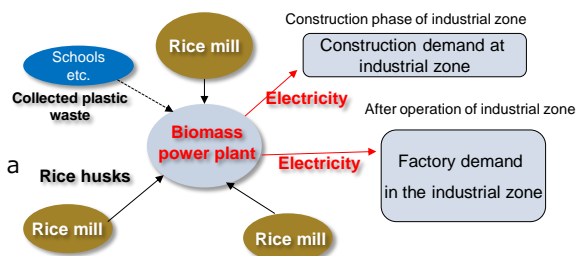 Construction phase of industrial zone
Schools
etc.
Rice mill
Construction demand at
industrial zone
Collected plastic
waste
Electricity
After operation of industrial zone
Biomass
power plant
Electricity
Factory demand
in the industrial zone
a
Rice husks
Rice mill
Rice mill